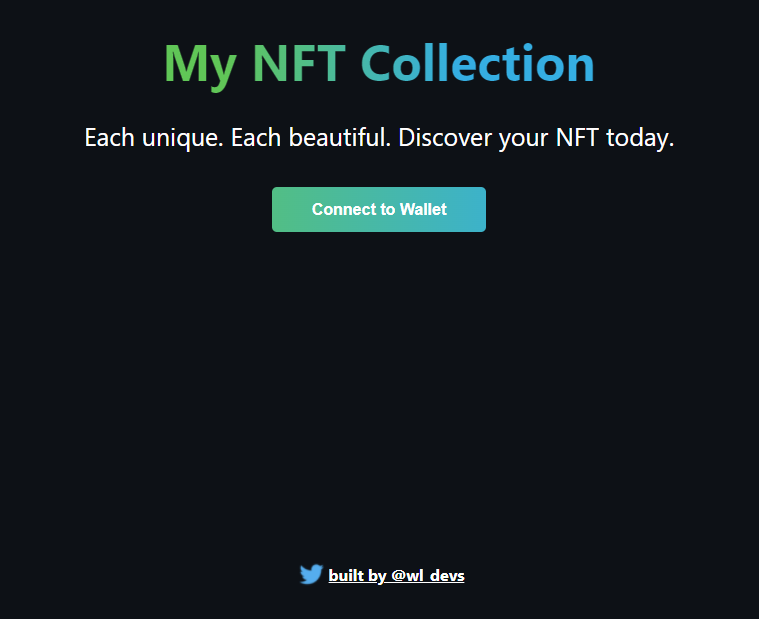 My NFT Collection
Each unique. Each beautiful. Discover your NFT today.
Connect to Wallet
built by @wl_devs